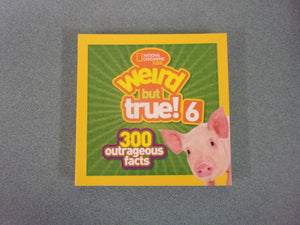 NATIONAL
GEOGRAPHIC
KiDS
weird
but
true! 6
300
outrageous
facts